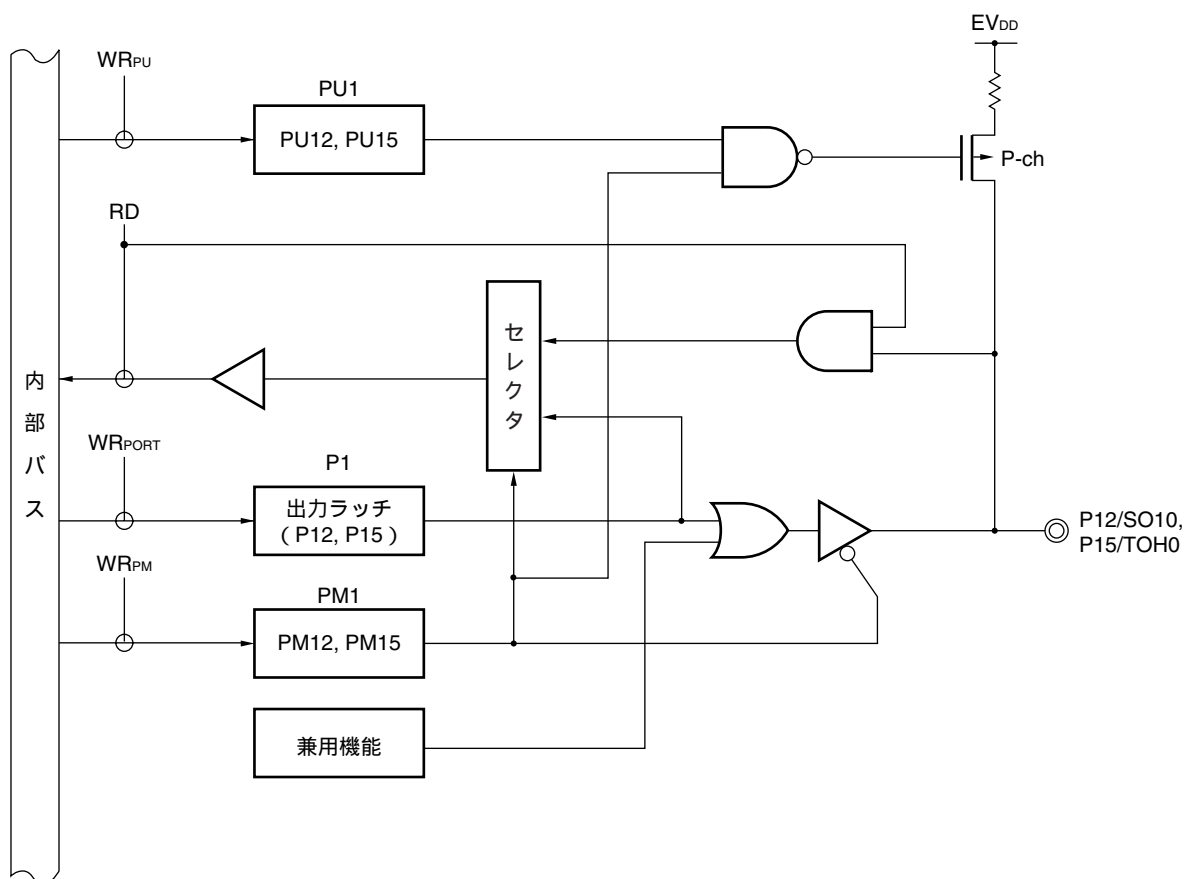 EVDD
WRPU
PU1
PU12, PU15
P-ch
RD
セレクタ
内部バス
WRPORT
P1
出力ラッチ
( P12, P15 )
P12/SO10,
P15/TOH0
WRPM
PM1
PM12, PM15
兼用機能